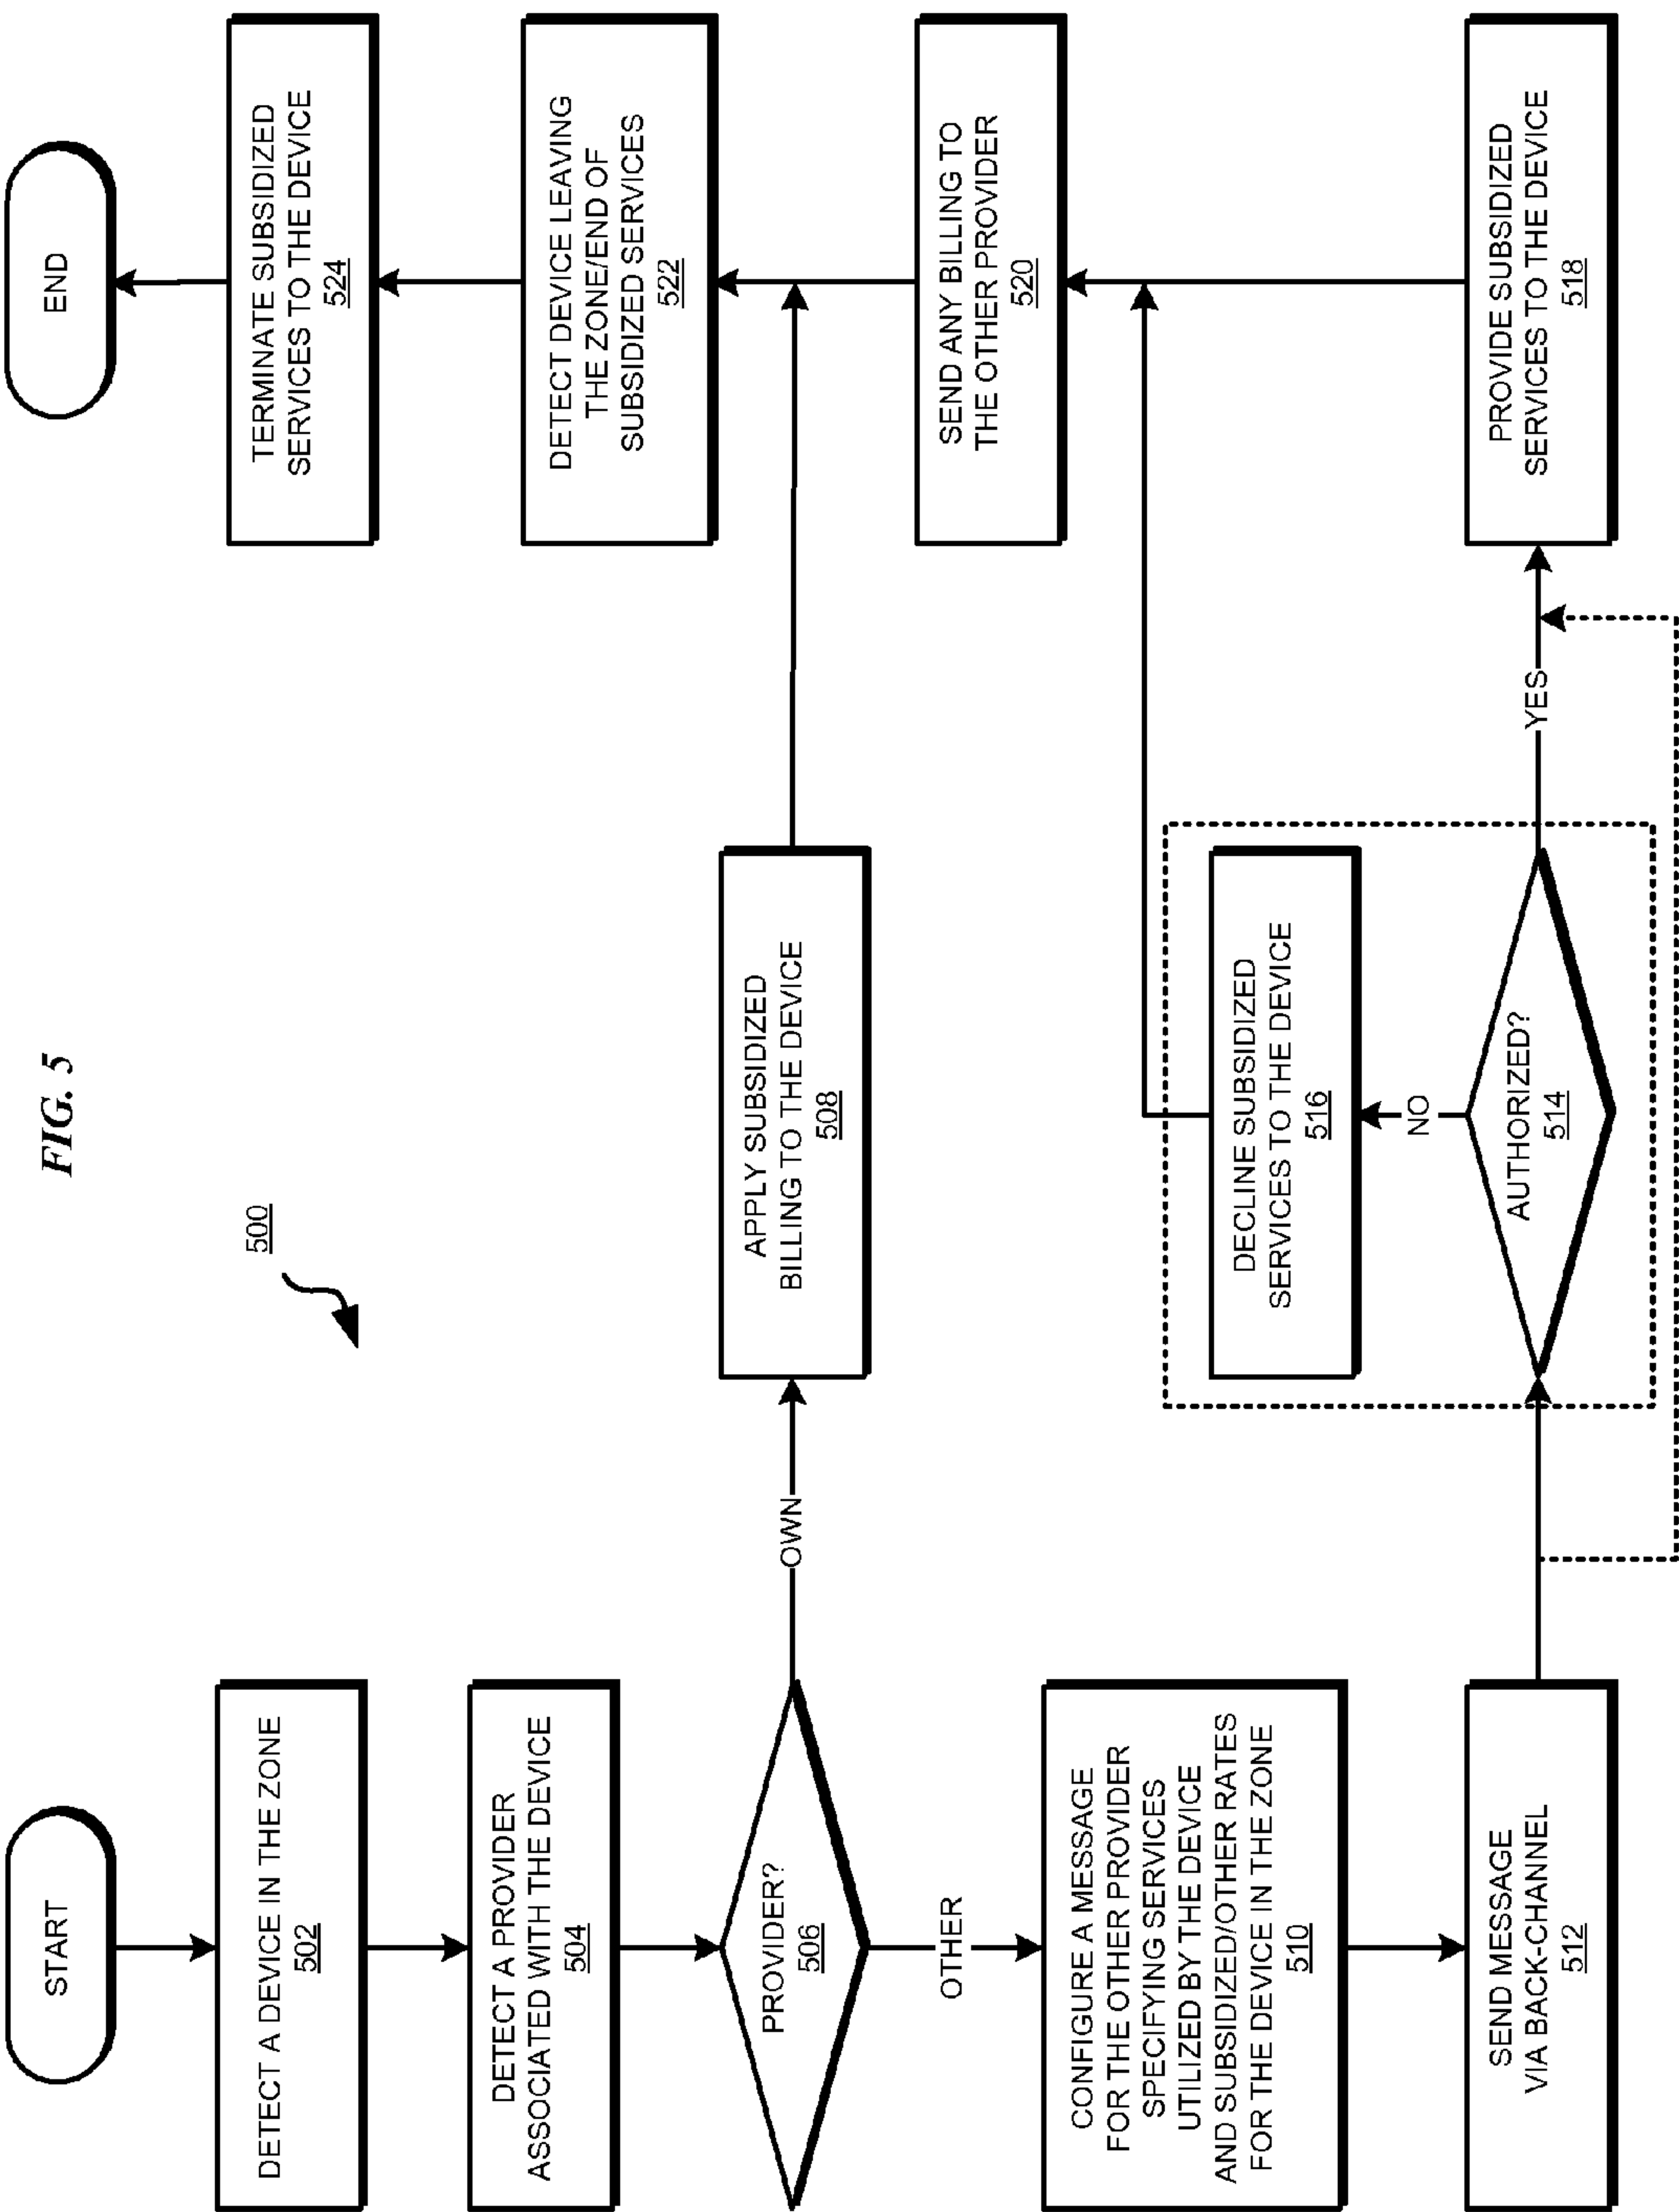 FIG. 5
500
START
DETECT A DEVICE IN THE ZONE
502
DETECT A PROVIDER
ASSOCIATED WITH THE DEVICE
504
PROVIDER?
506
OWN
OTHER
APPLY SUBSIDIZED
BILLING TO THE DEVICE
508
CONFIGURE A MESSAGE
FOR THE OTHER PROVIDER
SPECIFYING SERVICES
UTILIZED BY THE DEVICE
AND SUBSIDIZED/OTHER RATES
FOR THE DEVICE IN THE ZONE
510
SEND MESSAGE
VIA BACK-CHANNEL
512
AUTHORIZED?
514
NO
YES
DECLINE SUBSIDIZED
SERVICES TO THE DEVICE
516
PROVIDE SUBSIDIZED
SERVICES TO THE DEVICE
518
SEND ANY BILLING TO
THE OTHER PROVIDER
520
DETECT DEVICE LEAVING
THE ZONE/END OF
SUBSIDIZED SERVICES
522
TERMINATE SUBSIDIZED
SERVICES TO THE DEVICE
524
END